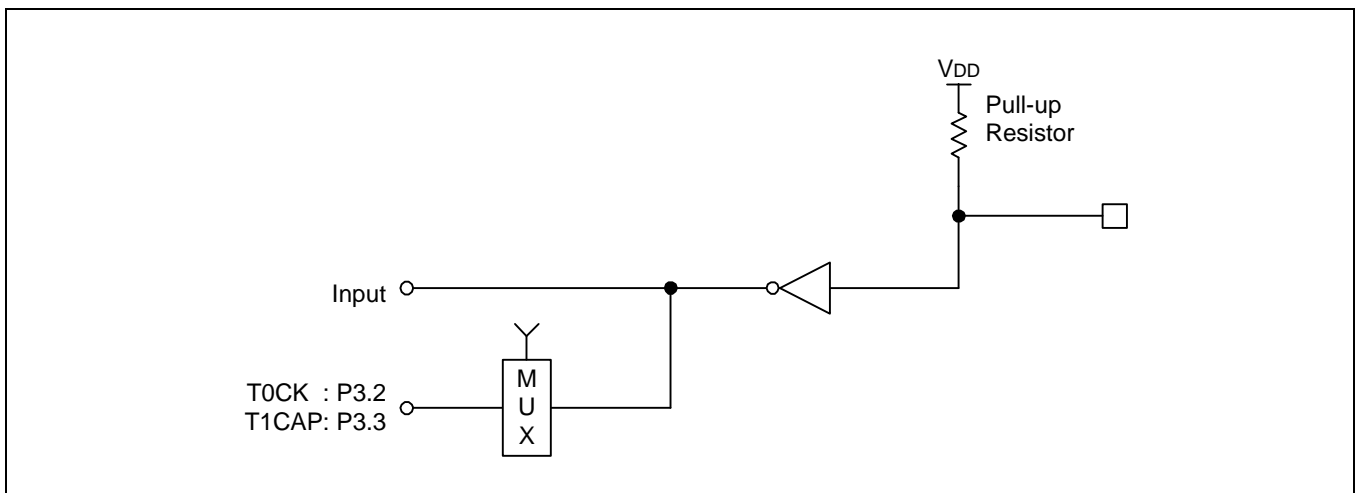 VDD
Pull-up
Resistor
Input
T0CK : P3.2
T1CAP: P3.3
M
U
X